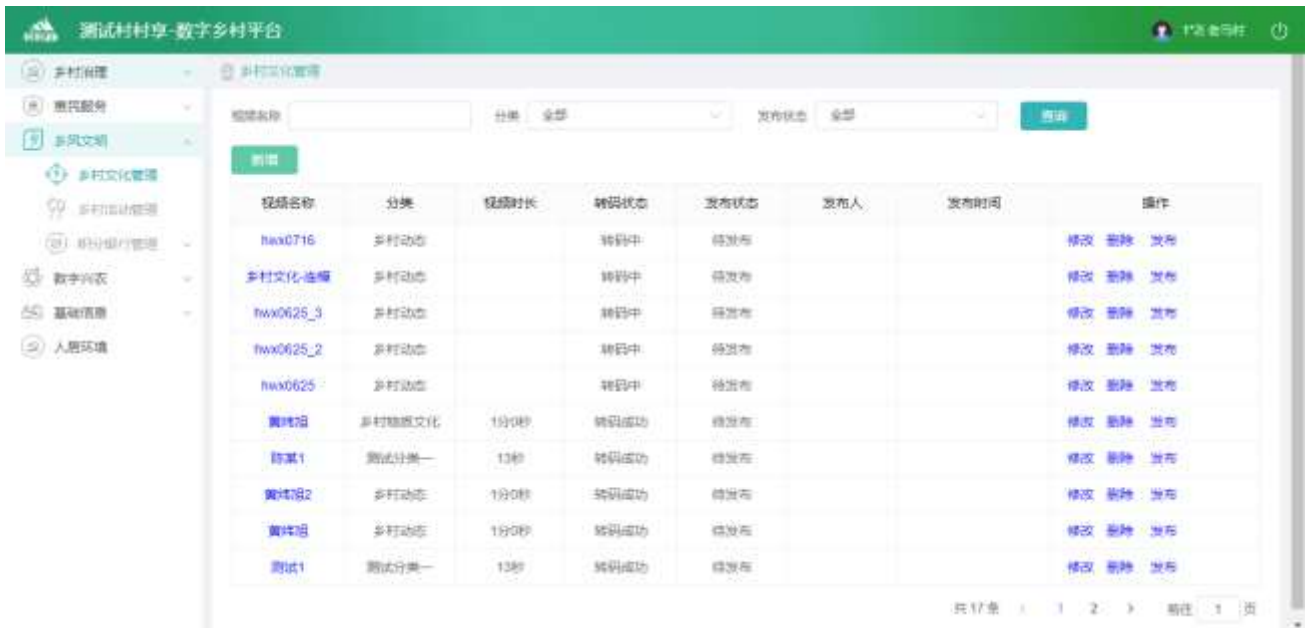 测试村村享-数字乡村平台
乡村治理
惠民服务
乡风文明
乡村文化管理
乡村活动管理
积分银行管理
数字兴农
基础信息
人居环境
乡村文化管理
视频名称 分类 全部 发布状态 全部 查询
新增
视频名称 分类 视频时长 转码状态 发布状态 发布人 发布时间 操作
hwx0716 乡村动态 转码中 待发布 修改 删除 发布
乡村文化- 乡村动态 转码中 待发布 修改 删除 发布
hwx0625_3 乡村动态 转码中 待发布 修改 删除 发布
hwx0625_2 乡村动态 转码中 待发布 修改 删除 发布
hwx0625 乡村动态 转码中 待发布 修改 删除 发布
乡村物质文化 1分0秒 转码成功 待发布 修改 删除 发布
陈某1 测试分类一 13秒 转码成功 待发布 修改 删除 发布
乡村动态 1分0秒 转码成功 待发布 修改 删除 发布
乡村动态 1分0秒 转码成功 待发布 修改 删除 发布
测试1 测试分类一 13秒 转码成功 待发布 修改 删除 发布
共 17 条 < 1 2 > 前往 1 页